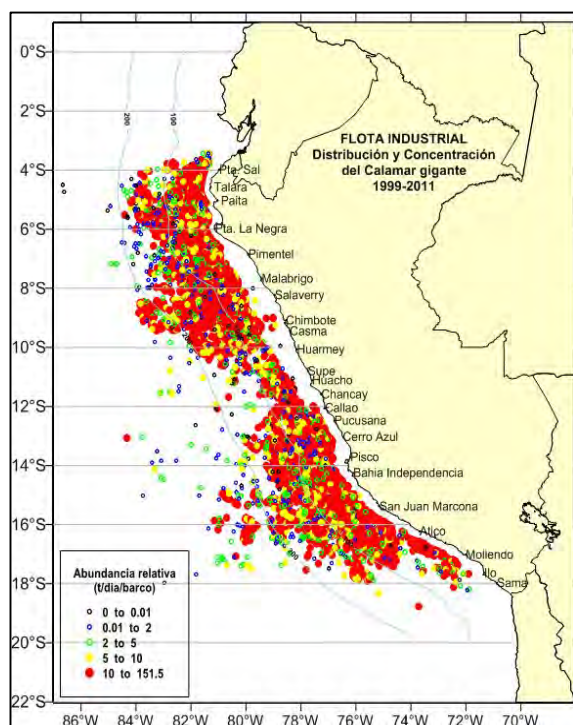 FLOTA INDUSTRIAL
Distribución y Concentración
del Calamar gigante
1999-2011
0°S
2°S
4°S
6°S
8°S
10°S
12°S
14°S
16°S
18°S
20°S
22°S
200
100
Pta. Sal
Talara
Paita
Pta. La Negra
Pimentel
Malabrigo
Salaverry
Chimbote
Casma
Huarmey
Supe
Huacho
Chancay
Callao
Pucusana
Cerro Azul
Pisco
Bahia Independencia
San Juan Marcona
Atico
Moliendo
Ilo
Sama
Abundancia relativa
(t/dia/barco)
0 to 0.01
0.01 to 2
2 to 5
5 to 10
10 to 151.5
86°W 84°W 82°W 80°W 78°W 76°W 74°W 72°W 70°W